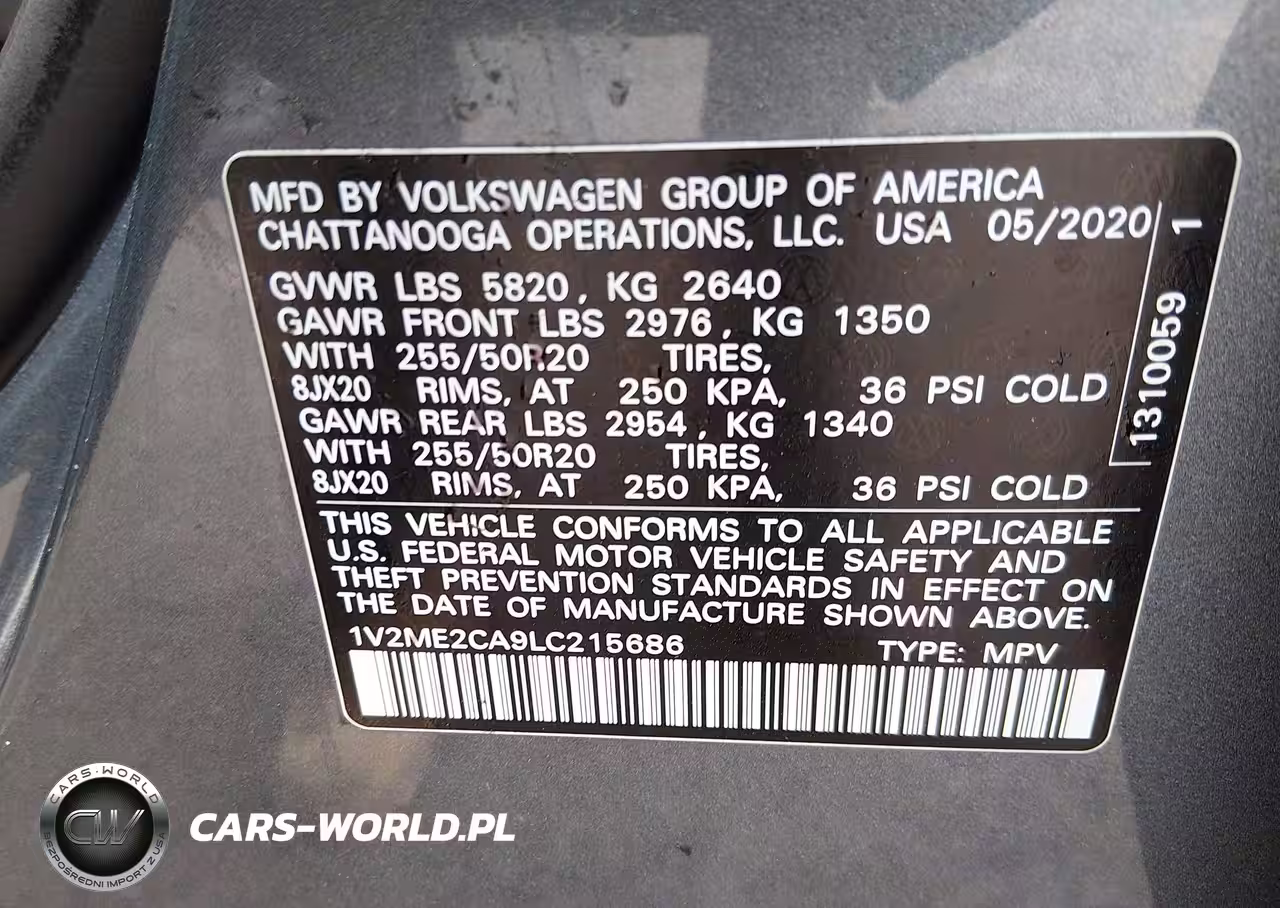 MFD BY VOLKSWAGEN GROUP OF AMERICA
CHATTANOOGA OPERATIONS, LLC. USA 05/2020
GVWR LBS 5820, KG 2640
GAWR FRONT LBS 2976, KG 1350
WITH 255/50R20 TIRES,
8JX20 RIMS, AT 250 KPA, 36 PSI COLD
GAWR REAR LBS 2954, KG 1340
WITH 255/50R20 TIRES,
8JX20 RIMS, AT 250 KPA, 36 PSI COLD
1310059 1
THIS VEHICLE CONFORMS TO ALL APPLICABLE
U.S. FEDERAL MOTOR VEHICLE SAFETY AND
THEFT PREVENTION STANDARDS IN EFFECT ON
THE DATE OF MANUFACTURE SHOWN ABOVE.
1V2ME2CA9LC215686 TYPE: MPV
CARS-WORLD
CW
BEZPOŚREDNI IMPORT Z USA
CARS-WORLD.PL